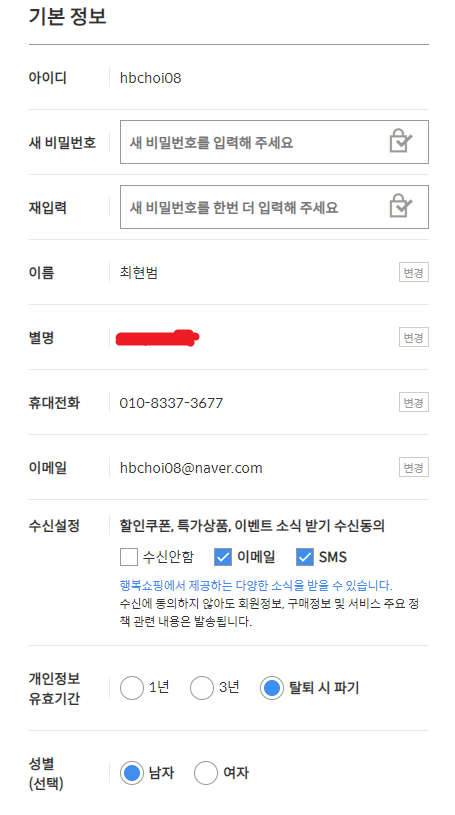 기본 정보
아이디 hbchoi08
새 비밀번호 새 비밀번호를 입력해 주세요
재입력 새 비밀번호를 한번 더 입력해 주세요
이름 최현범 변경
별명 변경
휴대전화 010-8337-3677 변경
이메일 hbchoi08@naver.com 변경
수신설정 할인쿠폰, 특가상품, 이벤트 소식 받기 수신동의
수신안함 이메일 SMS
행복쇼핑에서 제공하는 다양한 소식을 받을 수 있습니다.
수신에 동의하지 않아도 회원정보, 구매정보 및 서비스 주요 정
책 관련 내용은 발송됩니다.
개인정보
유효기간
1년 3년 탈퇴 시 파기
성별
(선택)
남자 여자